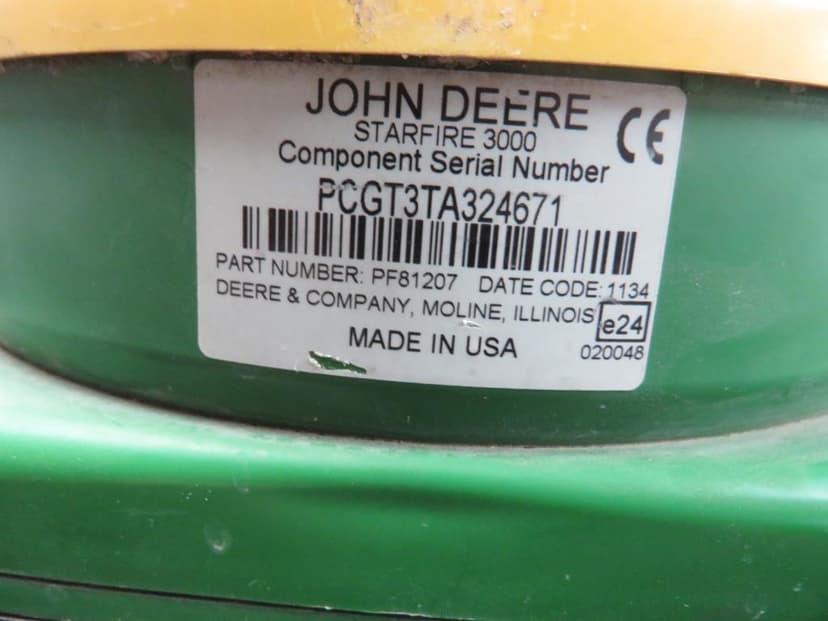 JOHN DEERE
STARFIRE 3000
CE
Component Serial Number
PCGT3TA324671
PART NUMBER: PF81207 DATE CODE: 1134
DEERE & COMPANY, MOLINE, ILLINOIS
e24
MADE IN USA
020048